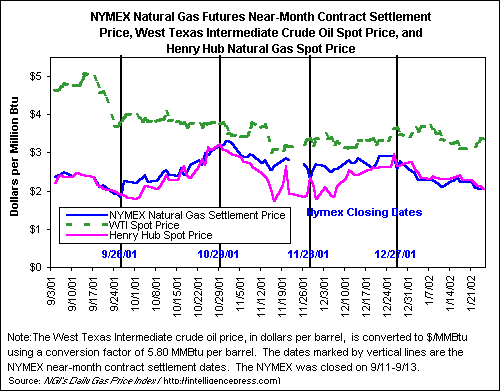 NYMEX Natural Gas Futures Near-Month Contract Settlement
Price, West Texas Intermediate Crude Oil Spot Price, and
Henry Hub Natural Gas Spot Price
Dollars per Million Btu
$5
$4
$3
$2
$1
$0
NYMEX Natural Gas Settlement Price
WTI Spot Price
Henry Hub Spot Price
Nymex Closing Dates
9/26/01
10/29/01
11/28/01
12/27/01
9/3/01
9/10/01
9/17/01
9/24/01
10/1/01
10/8/01
10/15/01
10/22/01
10/29/01
11/5/01
11/12/01
11/19/01
11/26/01
12/3/01
12/10/01
12/17/01
12/24/01
12/31/01
1/7/02
1/14/02
1/21/02
Note:The West Texas Intermediate crude oil price, in dollars per barrel, is converted to $/MMBtu
using a conversion factor of 5.80 MMBtu per barrel. The dates marked by vertical lines are the
NYMEX near-month contract settlement dates. The NYMEX was closed on 9/11-9/13.
Source: NGI's Daily Gas Price Index / http://intelligencepress.com)